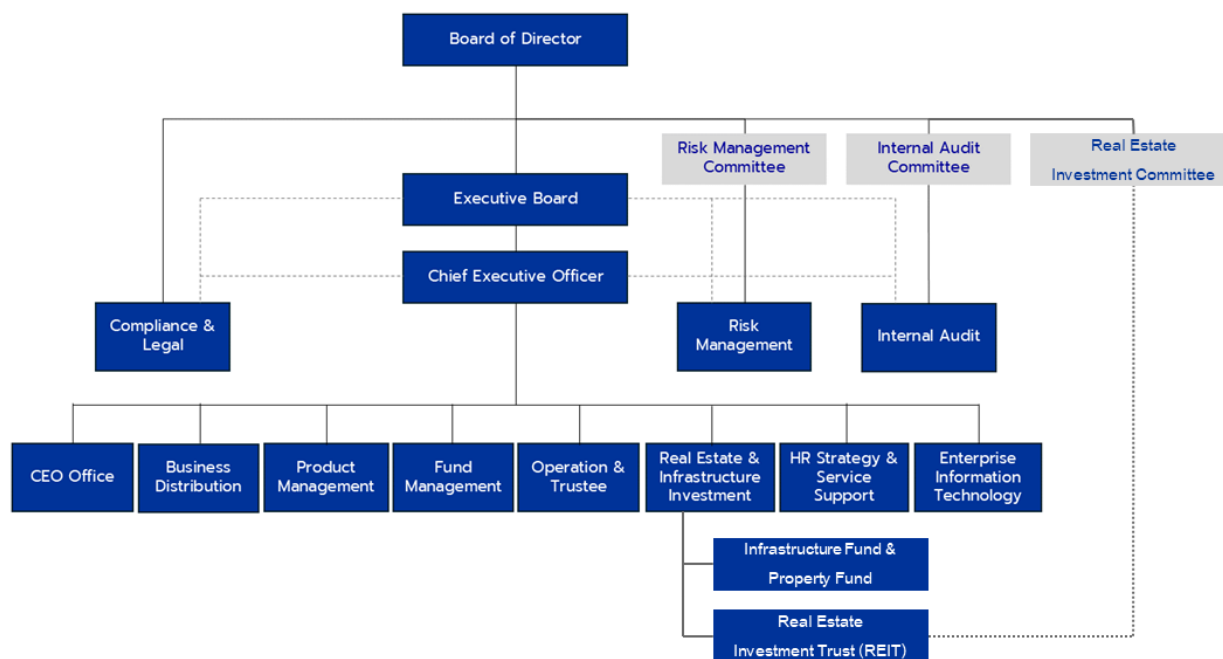 Board of Director
Risk Management
Committee
Internal Audit
Committee
Real Estate
Investment Committee
Executive Board
Chief Executive Officer
Compliance &
Legal
Risk
Management
Internal Audit
CEO Office
Business
Distribution
Product
Management
Fund
Management
Operation &
Trustee
Real Estate &
Infrastructure
Investment
HR Strategy &
Service
Support
Enterprise
Information
Technology
Infrastructure Fund &
Property Fund
Real Estate
Investment Trust (REIT)